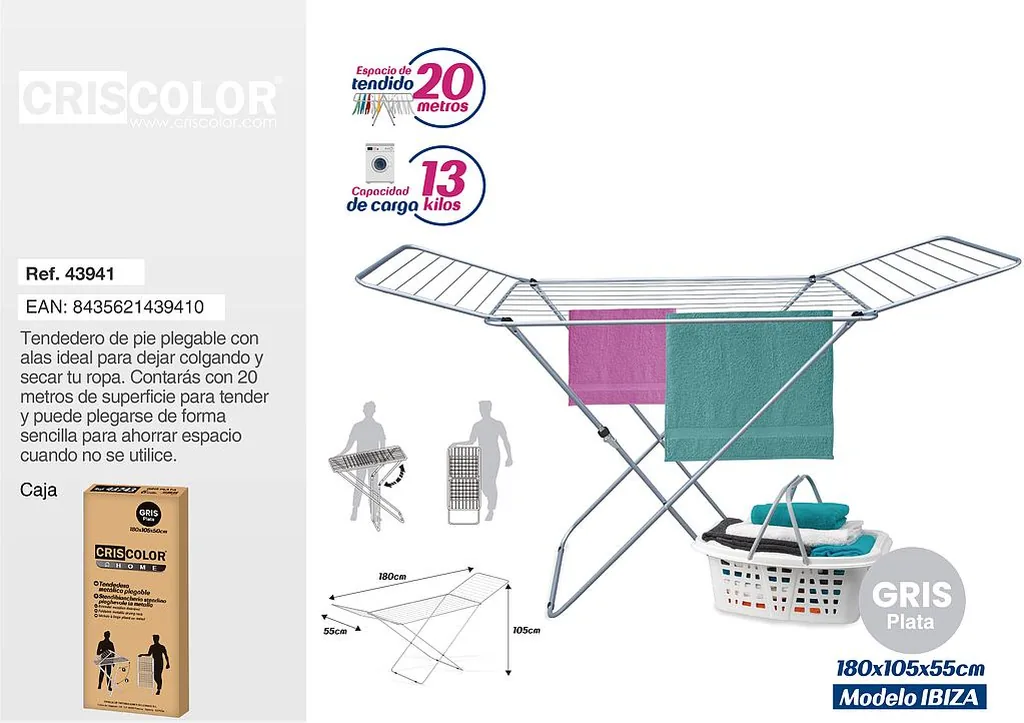 CRISCOLOR
www.criscolor.com
Ref. 43941
EAN: 8435621439410
Tendedero de pie plegable con
alas ideal para dejar colgando y
secar tu ropa. Contarás con 20
metros de superficie para tender
y puede plegarse de forma
sencilla para ahorrar espacio
cuando no se utilice.
Caja
GRIS
Plata
180x105x50cm
CRISCOLOR
HOME
Tendedero
metálico plegable
Espacio de
tendido
20
metros
Capacidad
de carga
13
kilos
180cm
55cm
105cm
GRIS
Plata
180x105x55cm
Modelo IBIZA